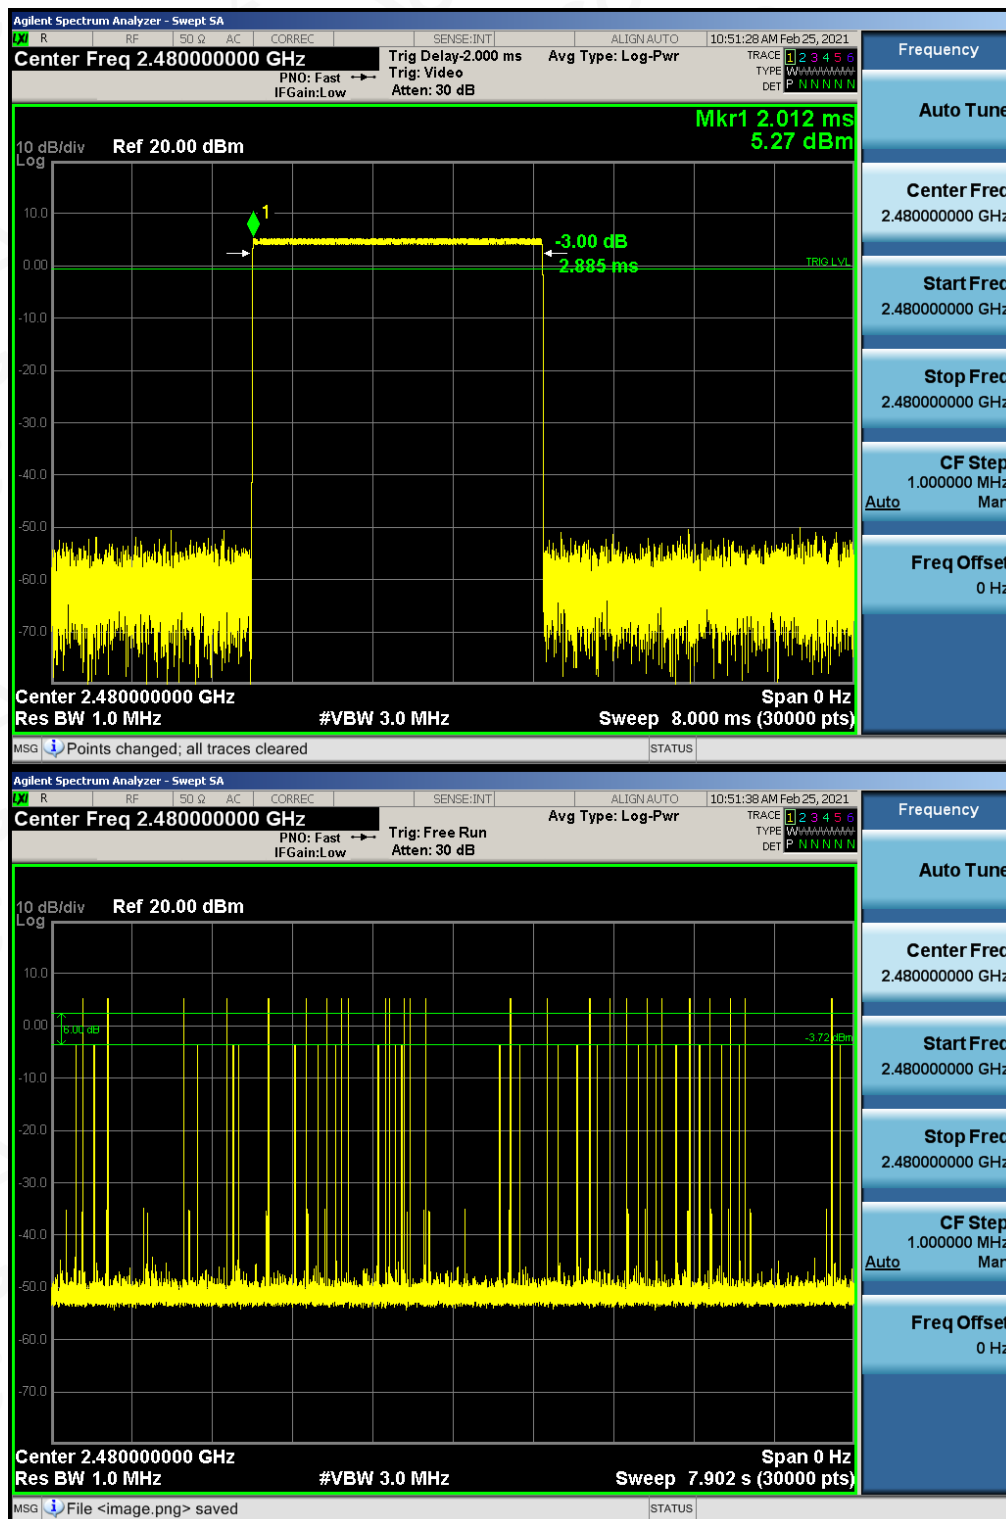 Agilent Spectrum Analyzer - Swept SA
LXI R RF 50 Ω AC CORREC SENSE:INT ALIGN AUTO 10:51:28 AM Feb 25, 2021
Center Freq 2.480000000 GHz
PNO: Fast
IFGain:Low
Trig Delay-2.000 ms
Trig: Video
Atten: 30 dB
Avg Type: Log-Pwr
TRACE 1 2 3 4 5 6
TYPE W
DET P N N N N N
Frequency
Mkr1 2.012 ms
5.27 dBm
10 dB/div Ref 20.00 dBm
Log
1
10.0
-3.00 dB
2.885 ms
0.00
TRIG LVL
-10.0
-20.0
-30.0
-40.0
-50.0
-60.0
-70.0
Center 2.480000000 GHz Span 0 Hz
Res BW 1.0 MHz #VBW 3.0 MHz Sweep 8.000 ms (30000 pts)
MSG Points changed; all traces cleared STATUS
Auto Tune
Center Freq
2.480000000 GHz
Start Freq
2.480000000 GHz
Stop Freq
2.480000000 GHz
CF Step
1.000000 MHz
Auto Man
Freq Offset
0 Hz
Agilent Spectrum Analyzer - Swept SA
LXI R RF 50 Ω AC CORREC SENSE:INT ALIGN AUTO 10:51:38 AM Feb 25, 2021
Center Freq 2.480000000 GHz
PNO: Fast
IFGain:Low
Trig: Free Run
Atten: 30 dB
Avg Type: Log-Pwr
TRACE 1 2 3 4 5 6
TYPE W
DET P N N N N N
Frequency
10 dB/div Ref 20.00 dBm
Log
10.0
0.00
6.00 dB
-3.72 dBm
-10.0
-20.0
-30.0
-40.0
-50.0
-60.0
-70.0
Center 2.480000000 GHz Span 0 Hz
Res BW 1.0 MHz #VBW 3.0 MHz Sweep 7.902 s (30000 pts)
MSG File <image.png> saved STATUS
Auto Tune
Center Freq
2.480000000 GHz
Start Freq
2.480000000 GHz
Stop Freq
2.480000000 GHz
CF Step
1.000000 MHz
Auto Man
Freq Offset
0 Hz